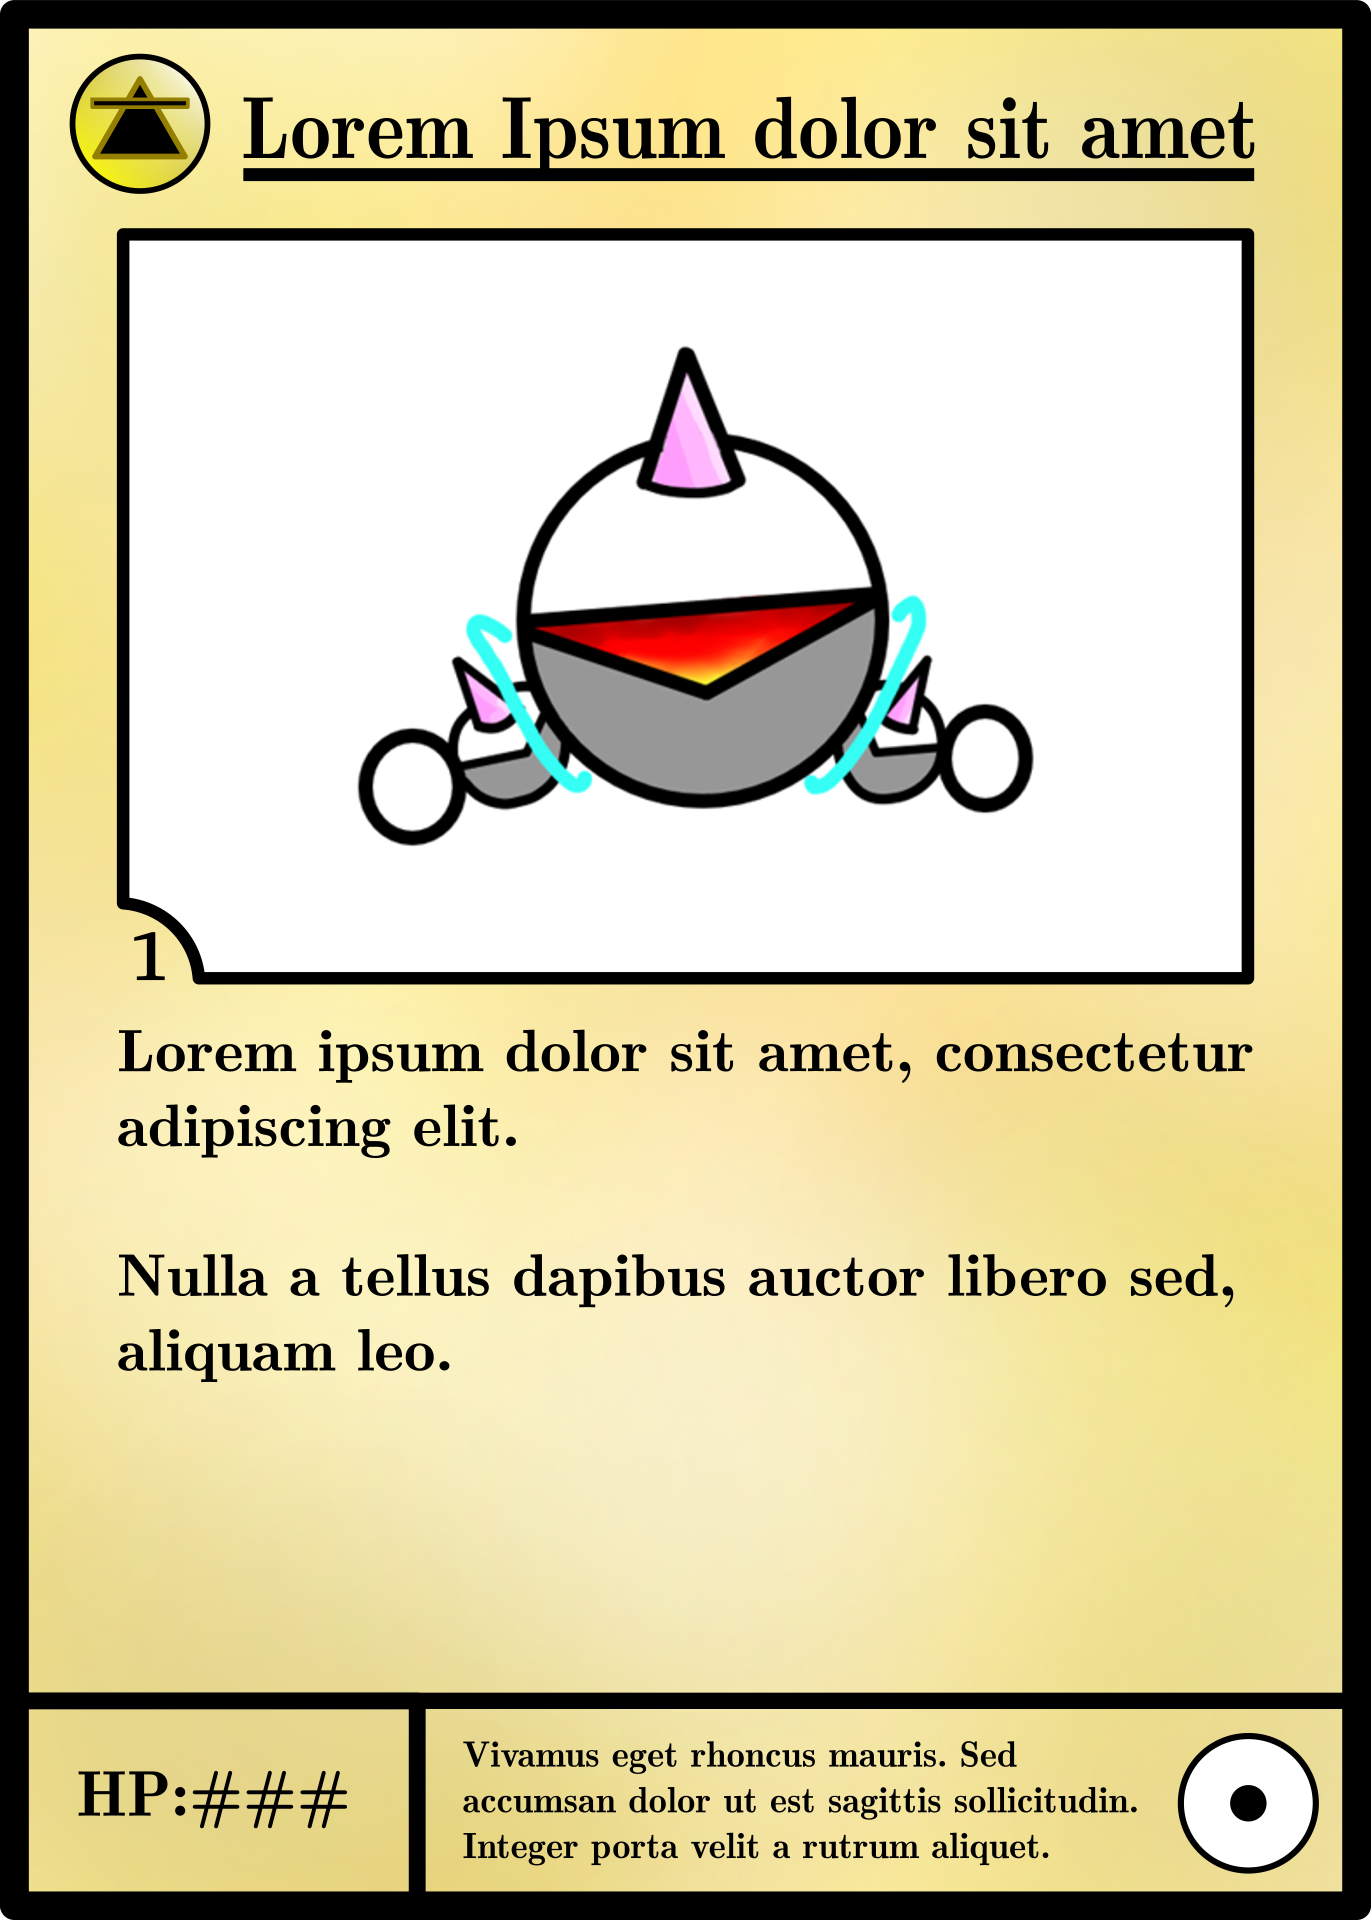 Lorem Ipsum dolor sit amet
1
Lorem ipsum dolor sit amet, consectetur
adipiscing elit.
Nulla a tellus dapibus auctor libero sed,
aliquam leo.
HP:###
Vivamus eget rhoncus mauris. Sed
accumsan dolor ut est sagittis sollicitudin.
Integer porta velit a rutrum aliquet.